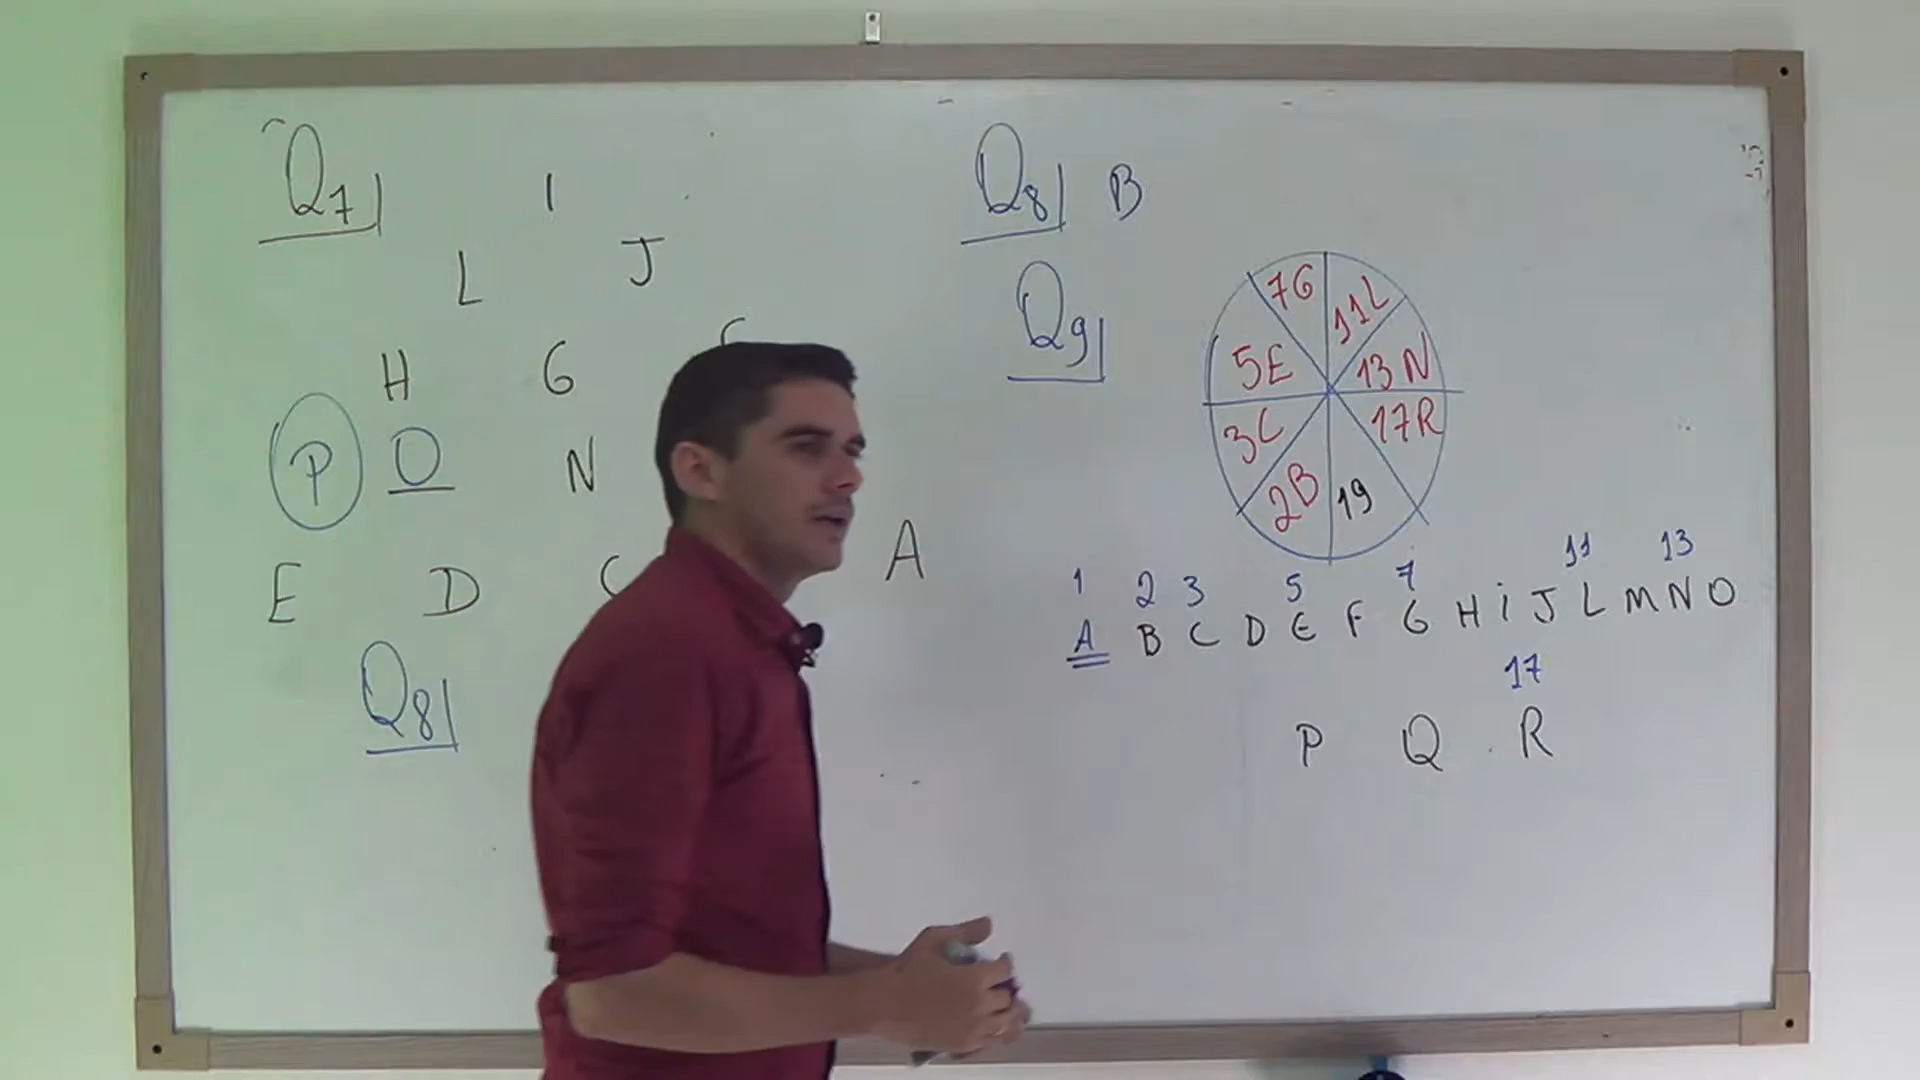 Q7
I
L J
H G
P O N
E D C A
Q8
Q8 B
Q9
7G 11L
5E 13N
3C 17R
2B 19
1 2 3 5 7 11 13
A B C D E F G H i J L M N O
17
P Q R